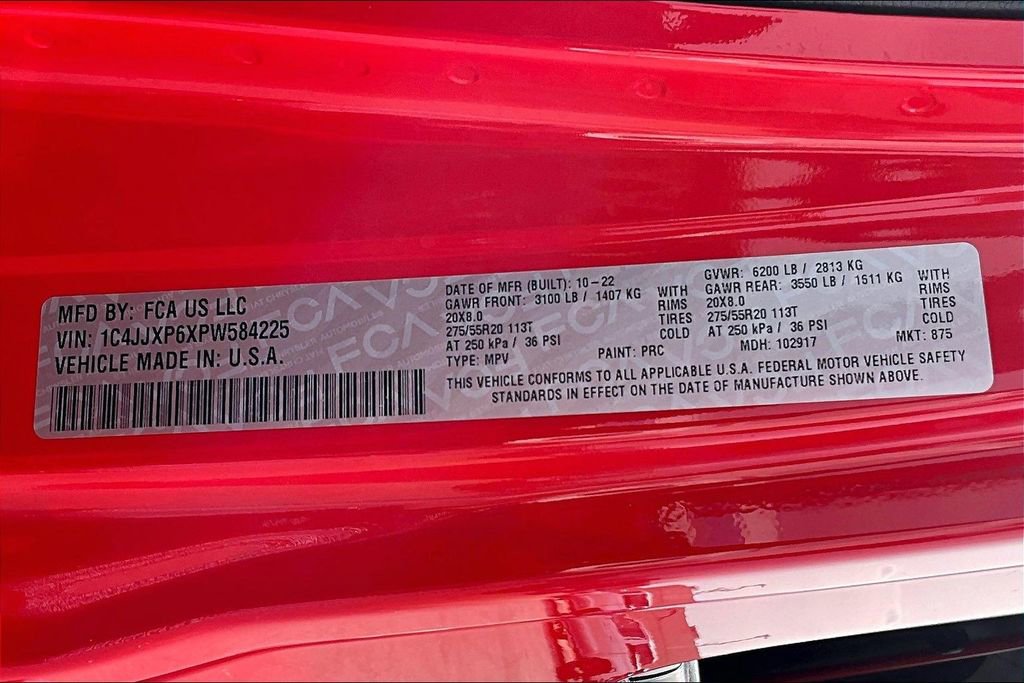 MFD BY: FCA US LLC
VIN: 1C4JJXP6XPW584225
VEHICLE MADE IN: U.S.A.
DATE OF MFR (BUILT): 10-22
GAWR FRONT: 3100 LB / 1407 KG WITH
20X8.0 RIMS
275/55R20 113T TIRES
AT 250 kPa / 36 PSI COLD
TYPE: MPV PAINT: PRC
GVWR: 6200 LB / 2813 KG
GAWR REAR: 3550 LB / 1611 KG WITH
20X8.0 RIMS
275/55R20 113T TIRES
AT 250 kPa / 36 PSI COLD
MDH: 102917 MKT: 875
THIS VEHICLE CONFORMS TO ALL APPLICABLE U.S.A. FEDERAL MOTOR VEHICLE SAFETY
STANDARDS IN EFFECT ON THE DATE OF MANUFACTURE SHOWN ABOVE.